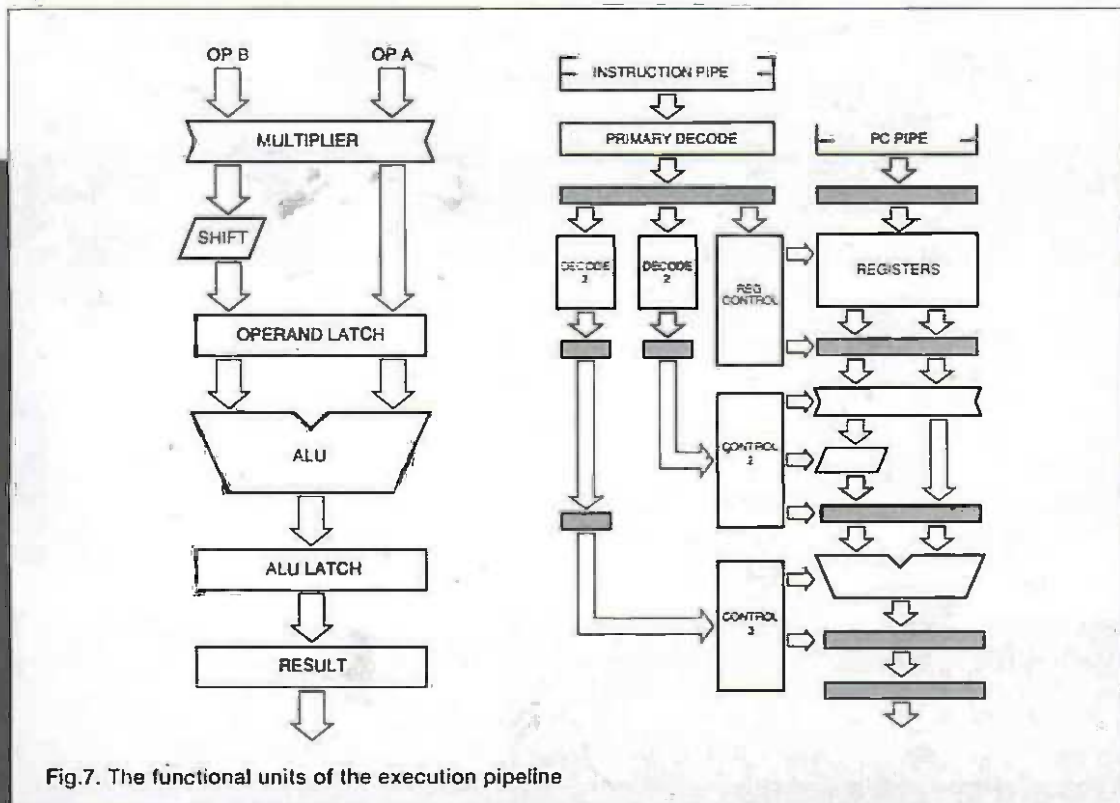 OP B
OP A
MULTIPLIER
SHIFT
OPERAND LATCH
ALU
ALU LATCH
RESULT
INSTRUCTION PIPE
PRIMARY DECODE
PC PIPE
DECODE
DECODE
2
REG
CONTROL
REGISTERS
CONTROL
2
CONTROL
3
Fig.7. The functional units of the execution pipeline